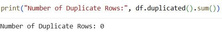 print("Number of Duplicate Rows:", df.duplicated().sum())
Number of Duplicate Rows: 0